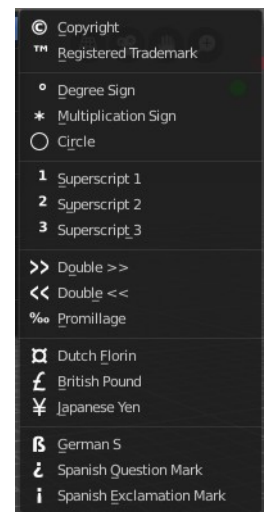 © Copyright
™ Registered Trademark
° Degree Sign
* Multiplication Sign
◯ Circle
¹ Superscript 1
² Superscript 2
³ Superscript 3
>> Double >>
<< Double <<
‰ Promillage
¤ Dutch Florin
£ British Pound
¥ Japanese Yen
ß German S
¿ Spanish Question Mark
¡ Spanish Exclamation Mark